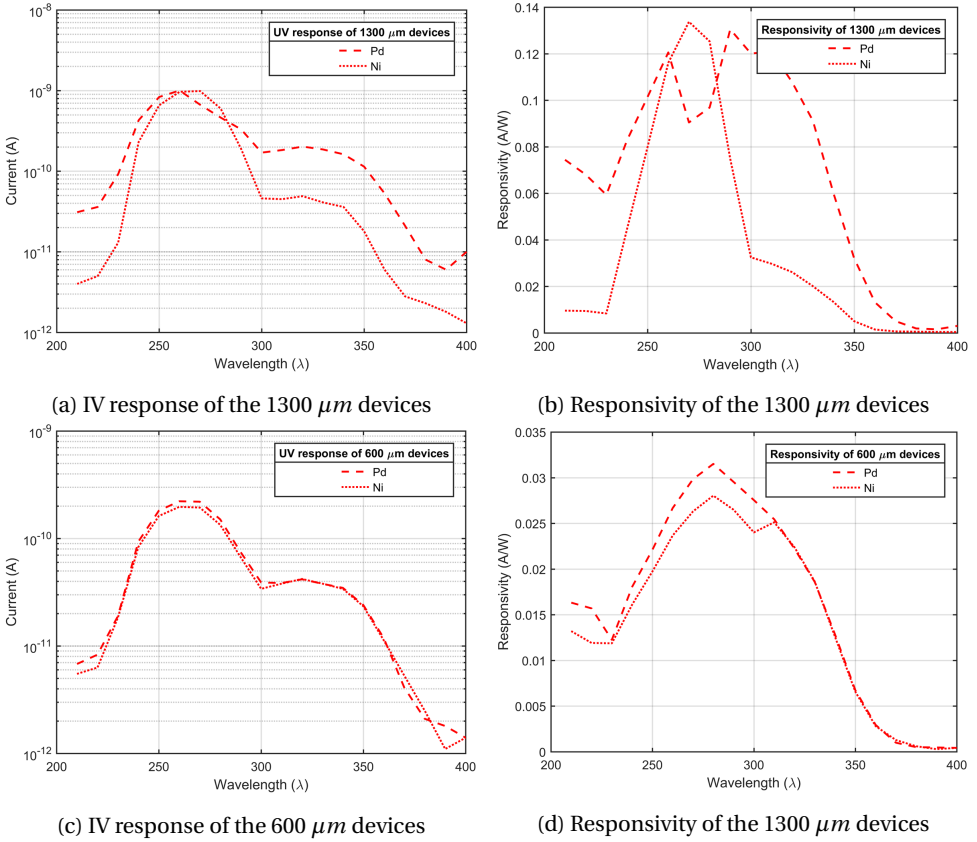 UV response of 1300 μm devices
Pd
Ni
10⁻⁸
10⁻⁹
10⁻¹⁰
10⁻¹¹
10⁻¹²
Current (A)
200 250 300 350 400
Wavelength (λ)
(a) IV response of the 1300 μm devices
Responsivity of 1300 μm devices
Pd
Ni
0.14
0.12
0.1
0.08
0.06
0.04
0.02
0
Responsivity (A/W)
200 250 300 350 400
Wavelength (λ)
(b) Responsivity of the 1300 μm devices
UV response of 600 μm devices
Pd
Ni
10⁻⁹
10⁻¹⁰
10⁻¹¹
10⁻¹²
Current (A)
200 250 300 350 400
Wavelength (λ)
(c) IV response of the 600 μm devices
Responsivity of 600 μm devices
Pd
Ni
0.035
0.03
0.025
0.02
0.015
0.01
0.005
0
Responsivity (A/W)
200 250 300 350 400
Wavelength (λ)
(d) Responsivity of the 1300 μm devices